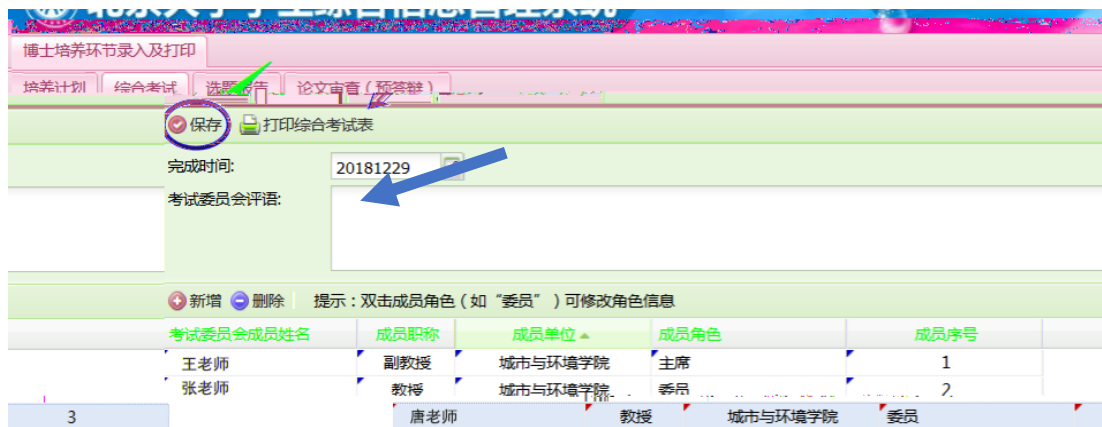 博士培养环节录入及打印
培养计划 综合考试 选题报告 论文审查（预答辩）
保存 打印综合考试表
完成时间: 20181229
考试委员会评语:
新增 删除 提示：双击成员角色（如“委员”）可修改角色信息
考试委员会成员姓名 成员职称 成员单位 成员角色 成员序号
王老师 副教授 城市与环境学院 主席 1
张老师 教授 城市与环境学院 委员 2
3 唐老师 教授 城市与环境学院 委员